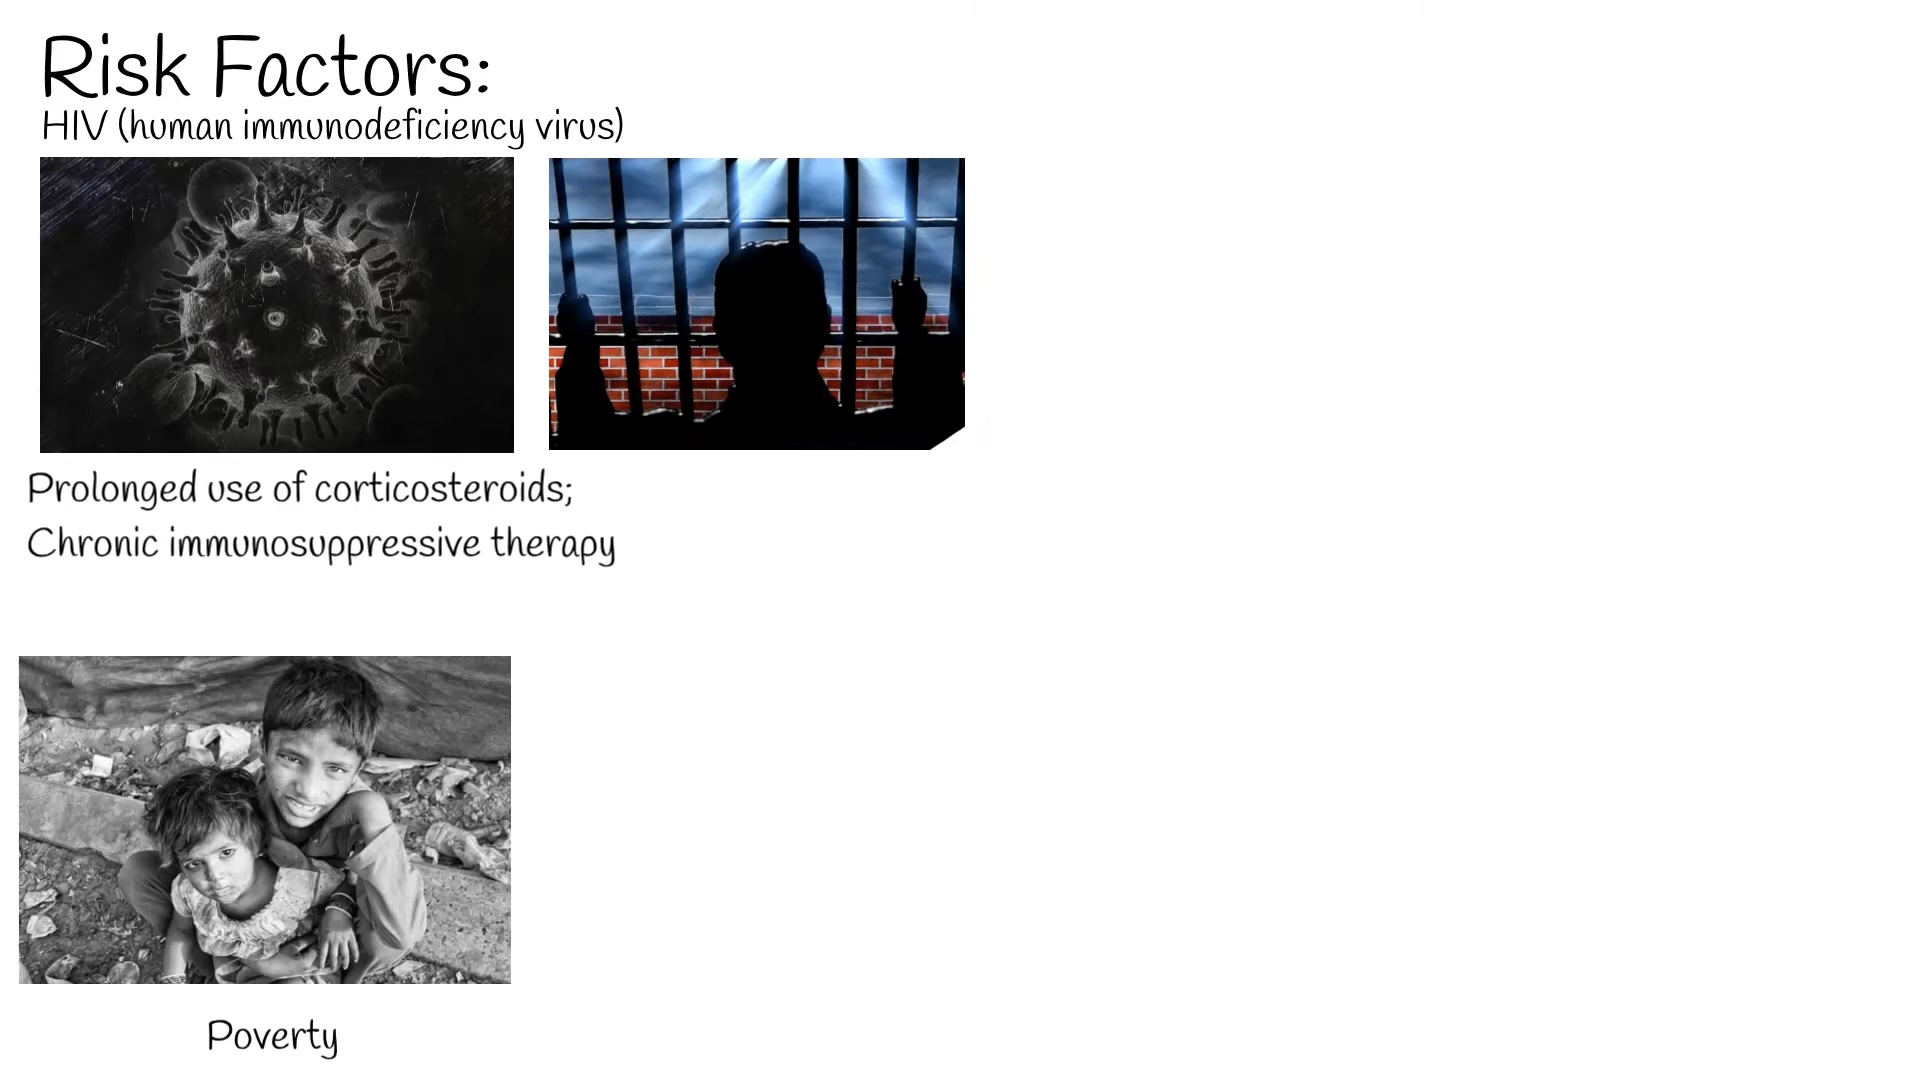 Risk Factors:
HIV (human immunodeficiency virus)
Prolonged use of corticosteroids;
Chronic immunosuppressive therapy
Poverty